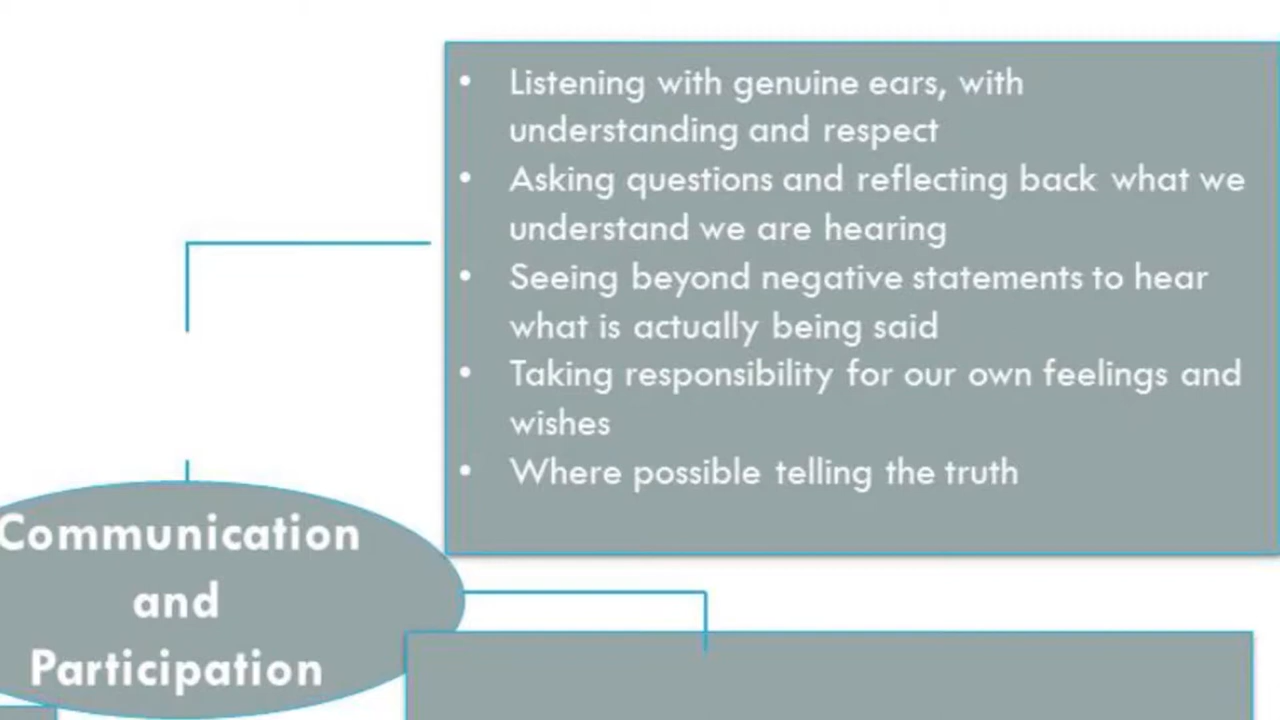 • Listening with genuine ears, with
understanding and respect
• Asking questions and reflecting back what we
understand we are hearing
• Seeing beyond negative statements to hear
what is actually being said
• Taking responsibility for our own feelings and
wishes
• Where possible telling the truth
Communication
and
Participation